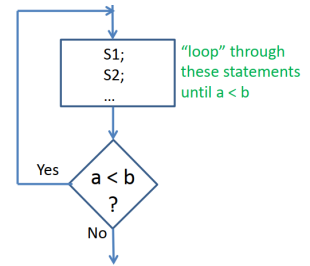 S1;
S2;
...
"loop" through
these statements
until a < b
Yes
a < b
?
No